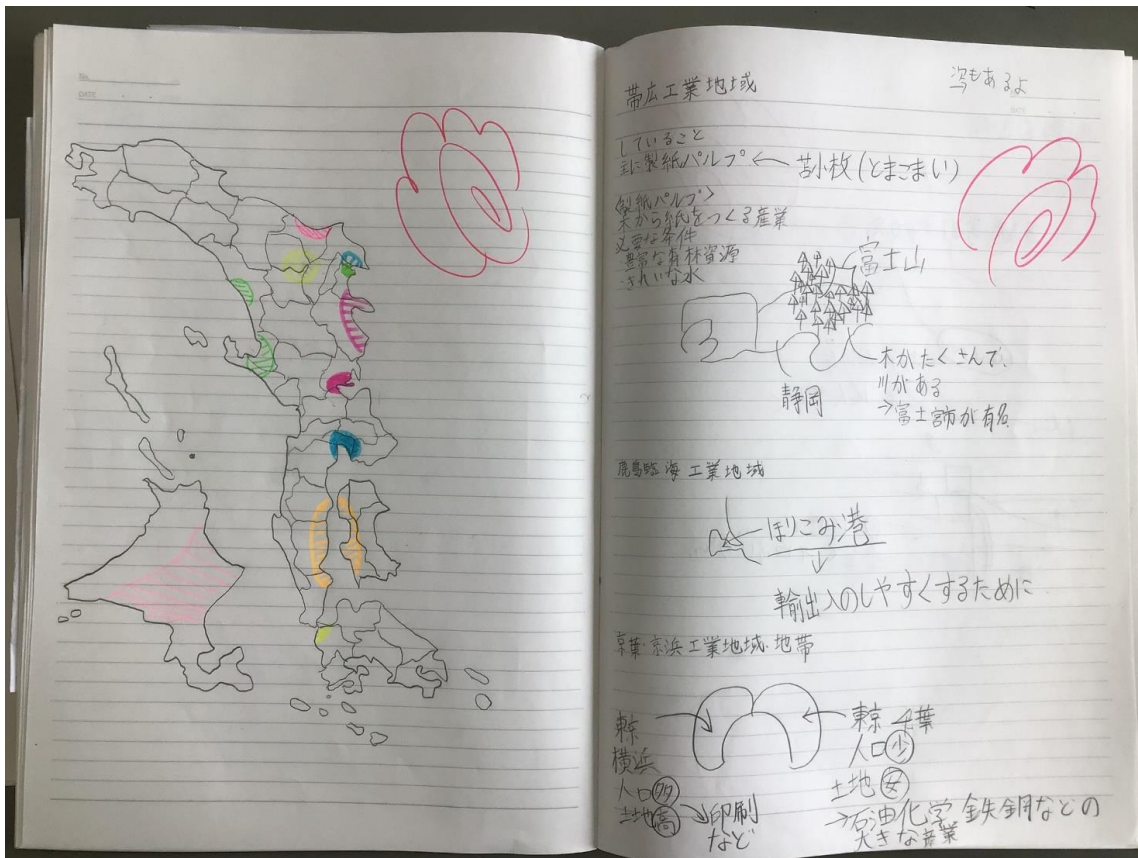 No.
DATE
次もあるよ
→
帯広工業地域
していること
主に製紙パルプ ← 苫小枚(とまこまい)
<製紙パルプ>
木から紙をつくる産業
必要な条件
・豊富な森林資源
・きれいな水
富士山
木がたくさんで、
川がある
→富士宮市が有名
静岡
鹿島臨海工業地域
ほりこみ港
↓
輸出入のしやすくするために
京葉・京浜工業地域・地帯
東京
横浜
人口多
土地高→印刷
など
東京 千葉
人口少
土地安
→石油化学 鉄鋼などの
大きな産業